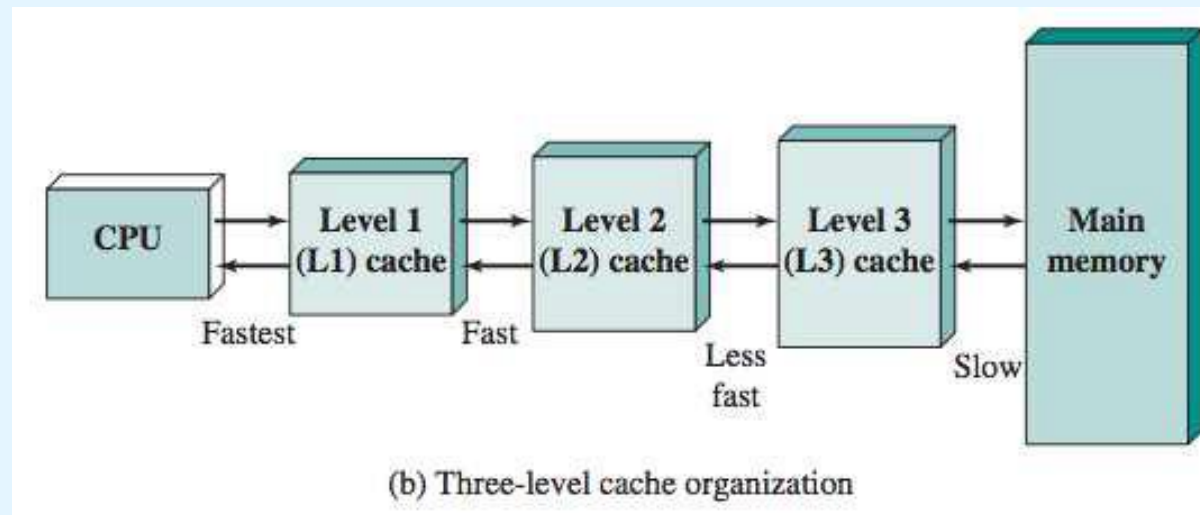 CPU
Level 1
(L1) cache
Level 2
(L2) cache
Level 3
(L3) cache
Main
memory
Fastest
Fast
Less
fast
Slow
(b) Three-level cache organization